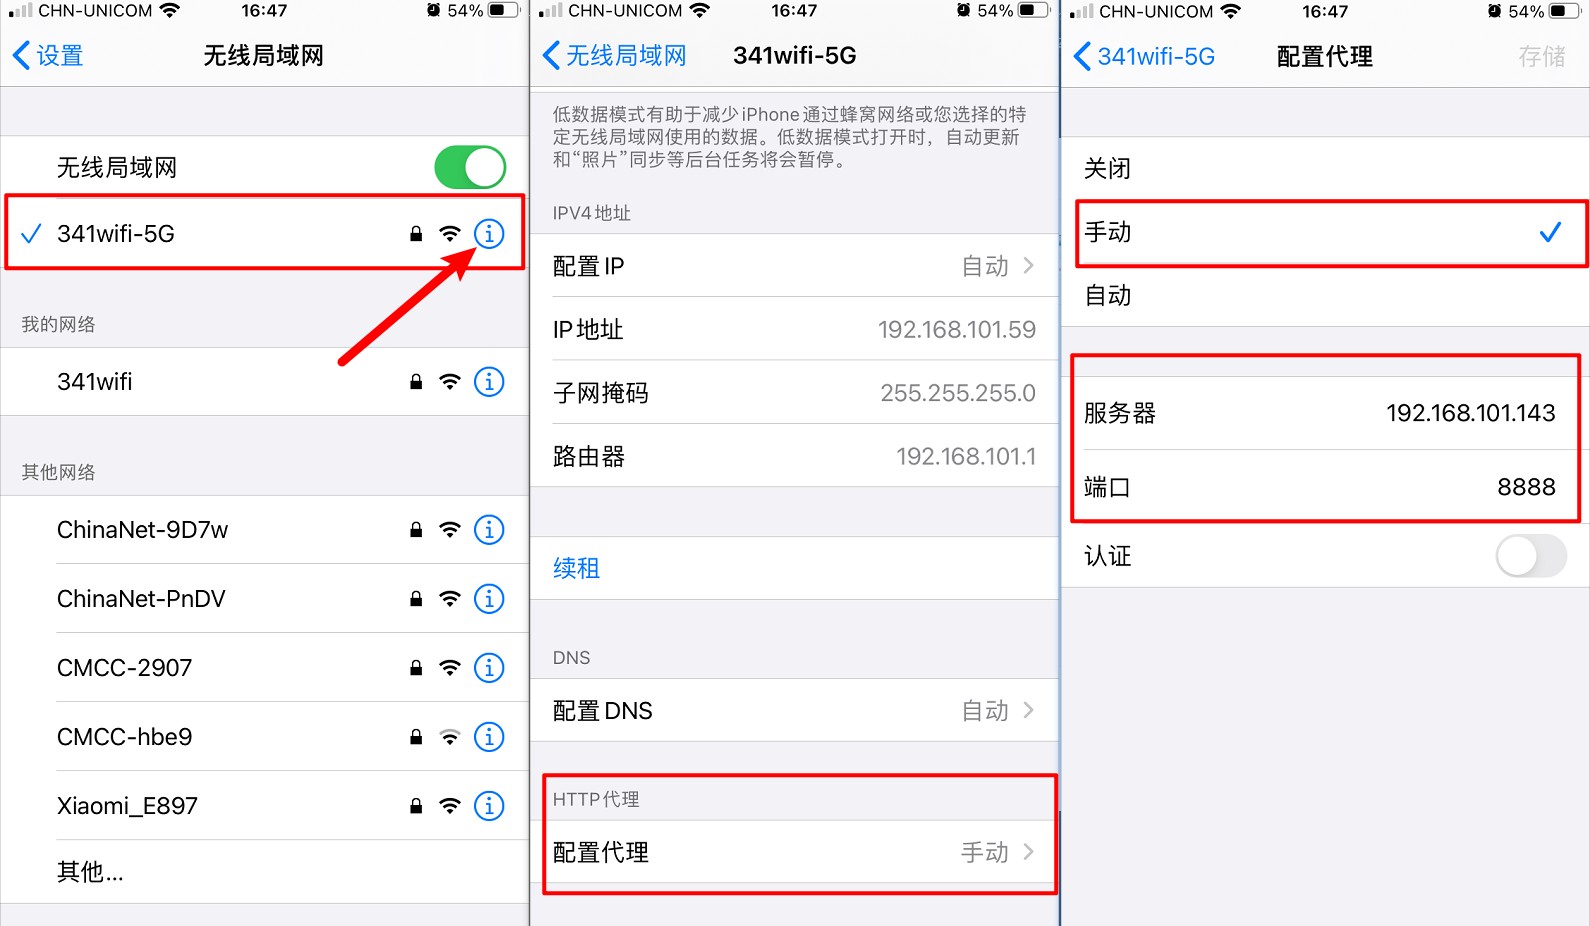 CHN-UNICOM 16:47 54%
设置 无线局域网
无线局域网
341wifi-5G
我的网络
341wifi
其他网络
ChinaNet-9D7w
ChinaNet-PnDV
CMCC-2907
CMCC-hbe9
Xiaomi_E897
其他...
CHN-UNICOM 16:47 54%
无线局域网 341wifi-5G
低数据模式有助于减少 iPhone 通过蜂窝网络或您选择的特
定无线局域网使用的数据。低数据模式打开时，自动更新
和“照片”同步等后台任务将会暂停。
IPV4 地址
配置 IP 自动
IP 地址 192.168.101.59
子网掩码 255.255.255.0
路由器 192.168.101.1
续租
DNS
配置 DNS 自动
HTTP 代理
配置代理 手动
CHN-UNICOM 16:47 54%
341wifi-5G 配置代理 存储
关闭
手动
自动
服务器 192.168.101.143
端口 8888
认证